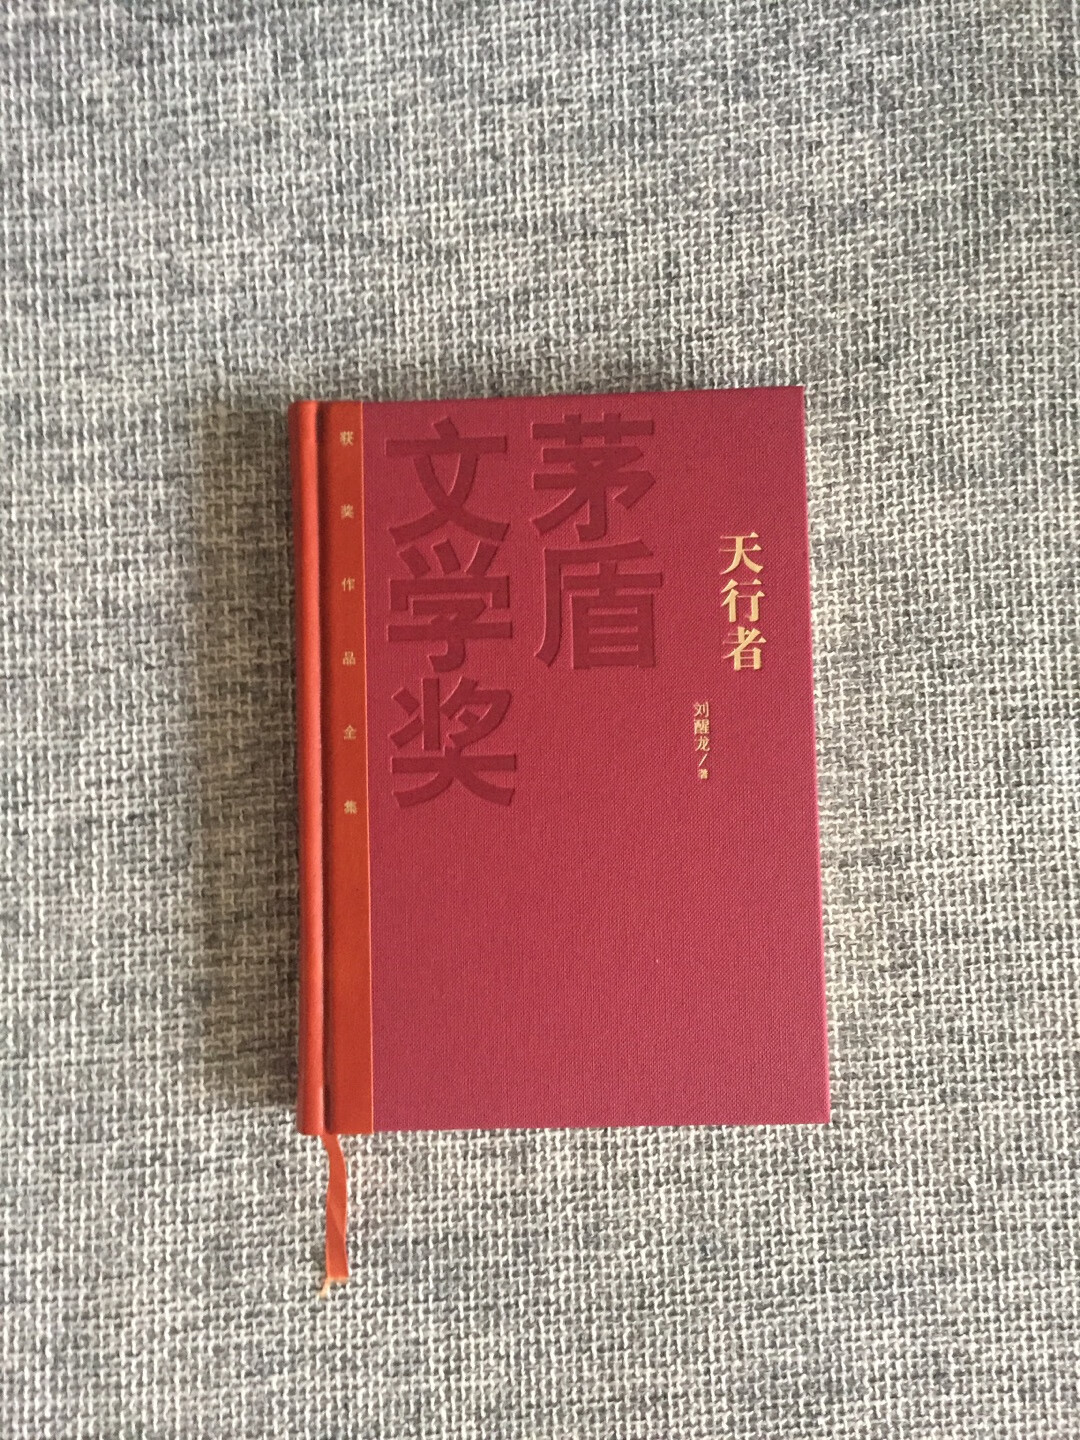 茅盾
文学奖
获奖作品全集
天行者
刘醒龙/著